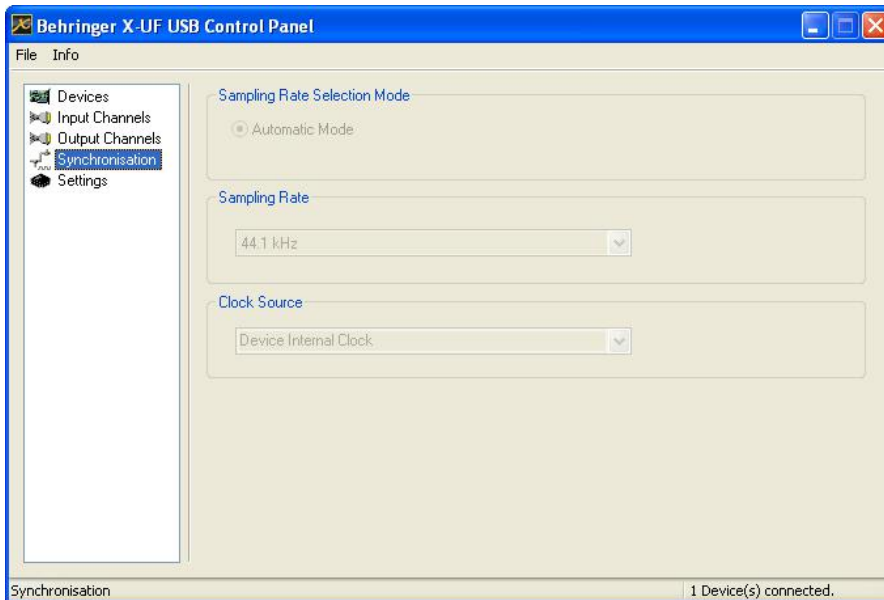 Behringer X-UF USB Control Panel
File Info
Devices
Input Channels
Output Channels
Synchronisation
Settings
Sampling Rate Selection Mode
Automatic Mode
Sampling Rate
44.1 kHz
Clock Source
Device Internal Clock
Synchronisation
1 Device(s) connected.